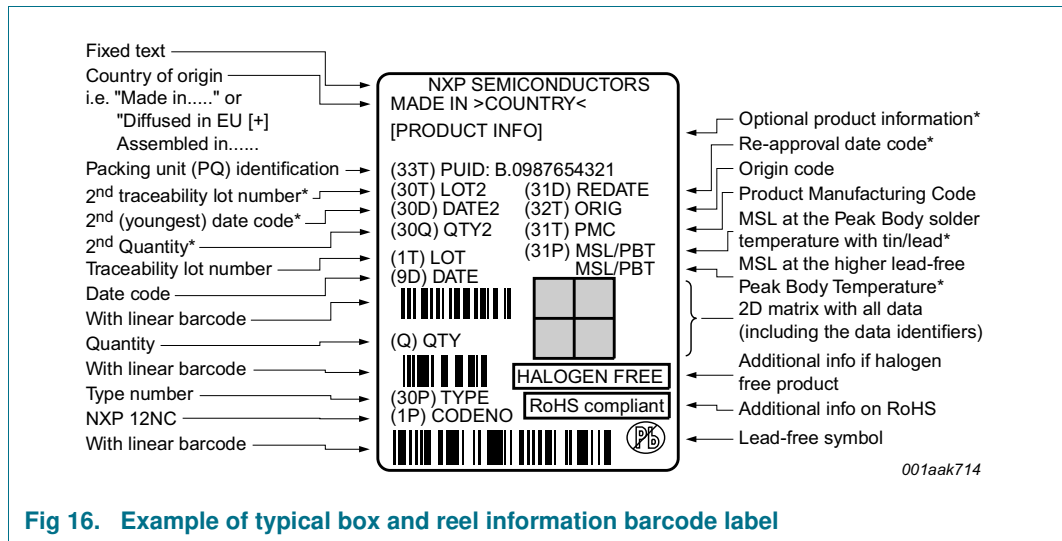 Fixed text
Country of origin
i.e. "Made in....." or
"Diffused in EU [+]
Assembled in......
Packing unit (PQ) identification
2nd traceability lot number*
2nd (youngest) date code*
2nd Quantity*
Traceability lot number
Date code
With linear barcode
Quantity
With linear barcode
Type number
NXP 12NC
With linear barcode
NXP SEMICONDUCTORS
MADE IN >COUNTRY<
[PRODUCT INFO]
(33T) PUID: B.0987654321
(30T) LOT2 (31D) REDATE
(30D) DATE2 (32T) ORIG
(30Q) QTY2 (31T) PMC
(31P) MSL/PBT
(1T) LOT MSL/PBT
(9D) DATE
(Q) QTY
HALOGEN FREE
(30P) TYPE
RoHS compliant
(1P) CODENO
Pb
Optional product information*
Re-approval date code*
Origin code
Product Manufacturing Code
MSL at the Peak Body solder
temperature with tin/lead*
MSL at the higher lead-free
Peak Body Temperature*
2D matrix with all data
(including the data identifiers)
Additional info if halogen
free product
Additional info on RoHS
Lead-free symbol
001aak714
Fig 16. Example of typical box and reel information barcode label